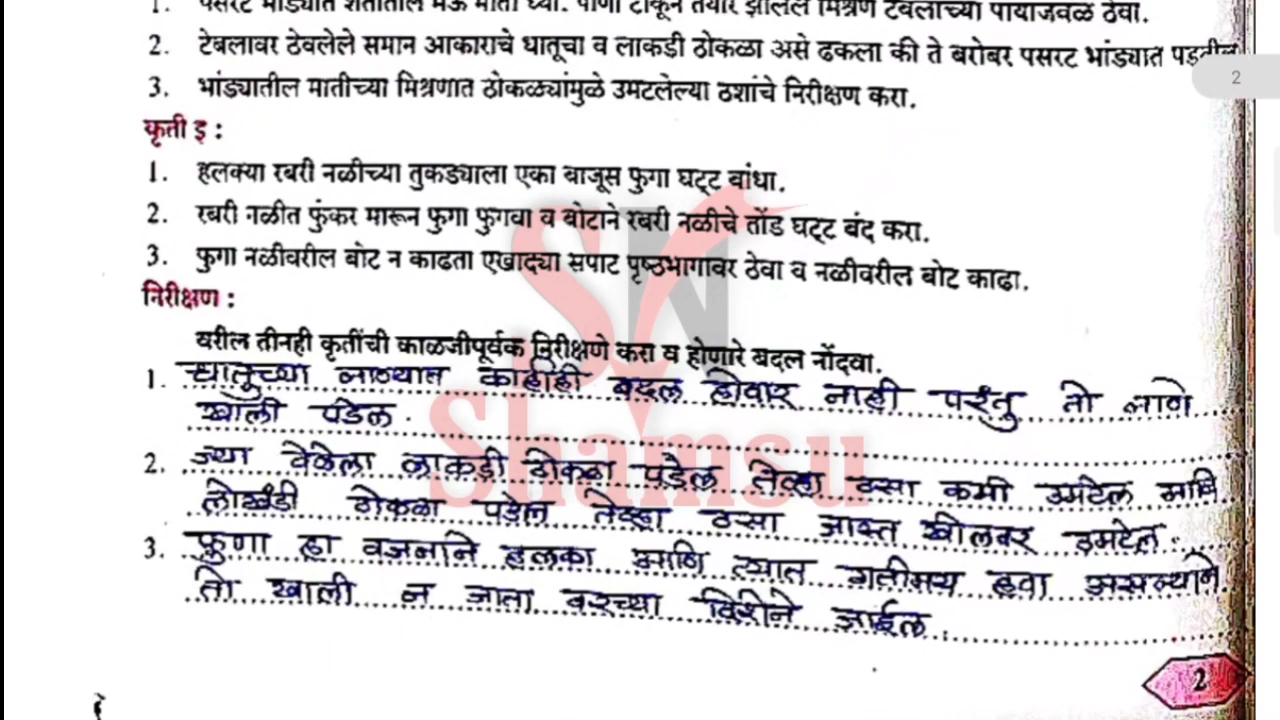 1. पसरट भांड्यात शेतातील मऊ माती घ्या. पाणी टाकून तयार झालेले मिश्रण टेबलाच्या पायाजवळ ठेवा.
2. टेबलावर ठेवलेले समान आकाराचे धातूचा व लाकडी ठोकळा असे ढकला की ते बरोबर पसरट भांड्यात पडतील
2
3. भांड्यातील मातीच्या मिश्रणात ठोकळ्यांमुळे उमटलेल्या ठशांचे निरीक्षण करा.
कृती इ :
1. हलक्या रबरी नळीच्या तुकड्याला एका बाजूस फुगा घट्ट बांधा.
2. रबरी नळीत फुंकर मारून फुगा फुगवा व बोटाने रबरी नळीचे तोंड घट्ट बंद करा.
3. फुगा नळीवरील बोट न काढता एखाद्या सपाट पृष्ठभागावर ठेवा व नळीवरील बोट काढा.
निरीक्षण :
वरील तीनही कृतींची काळजीपूर्वक निरीक्षणे करा व होणारे बदल नोंदवा.
1. धातुच्या नाण्यात काहीही बदल होणार नाही परंतु तो नाणे
खाली पडेल.
2. ज्या वेळेला लाकडी ठोकळा पडेल तेव्हा ठसा कमी उमटेल आणि
लोखंडी ठोकळा पडेल तेव्हा ठसा जास्त खोलवर उमटेल.
3. फुगा हा वजनाने हलका आणि त्यात गतीमय हवा असल्याने
तो खाली न जाता वरच्या दिशेने जाईल.
SN
Shamsu
2